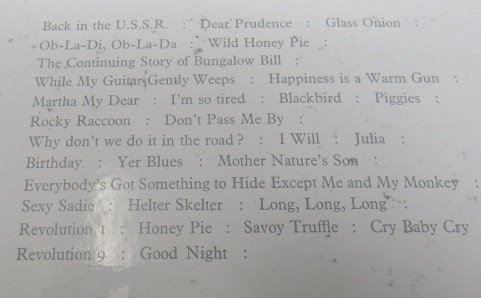 Back in the U.S.S.R. : Dear Prudence : Glass Onion :
Ob-La-Di, Ob-La-Da : Wild Honey Pie :
The Continuing Story of Bungalow Bill :
While My Guitar Gently Weeps : Happiness is a Warm Gun :
Martha My Dear : I'm so tired : Blackbird : Piggies :
Rocky Raccoon : Don't Pass Me By :
Why don't we do it in the road? : I Will : Julia :
Birthday : Yer Blues : Mother Nature's Son :
Everybody's Got Something to Hide Except Me and My Monkey :
Sexy Sadie : Helter Skelter : Long, Long, Long :
Revolution 1 : Honey Pie : Savoy Truffle : Cry Baby Cry
Revolution 9 : Good Night :